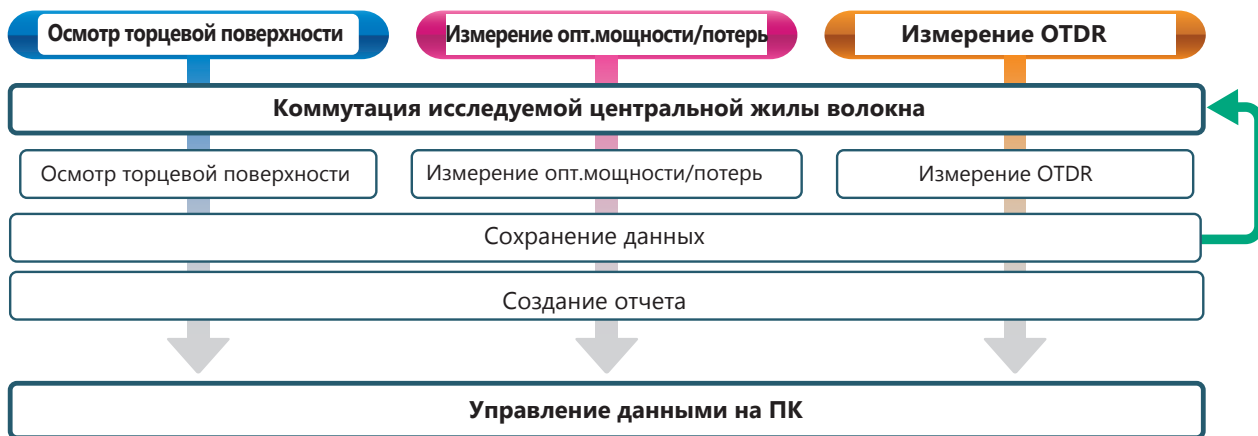 Осмотр торцевой поверхности
Измерение опт.мощности/потерь
Измерение OTDR
Коммутация исследуемой центральной жилы волокна
Осмотр торцевой поверхности
Измерение опт.мощности/потерь
Измерение OTDR
Сохранение данных
Создание отчета
Управление данными на ПК